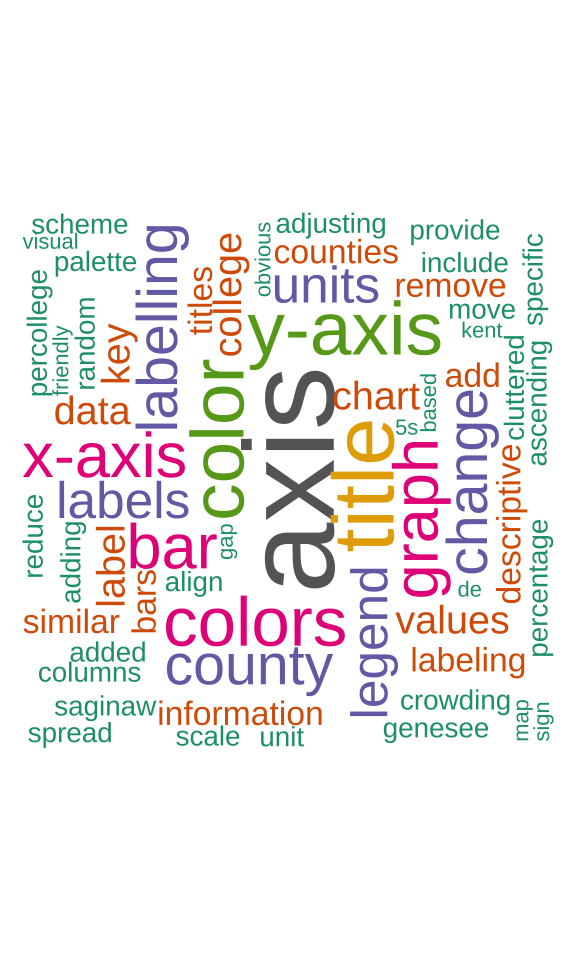 scheme
visual
palette
percollege
friendly
random
key
labelling
titles
college
obvious
adjusting
counties
units
provide
include
remove
move
kent
specific
y-axis
data
color
axis
chart
5s
based
add
cluttered
ascending
x-axis
labels
title
graph
change
descriptive
reduce
adding
label
bar
bars
gap
align
percentage
similar
colors
legend
de
values
added
columns
county
labeling
saginaw
information
crowding
spread
scale
unit
genesee
map
sign